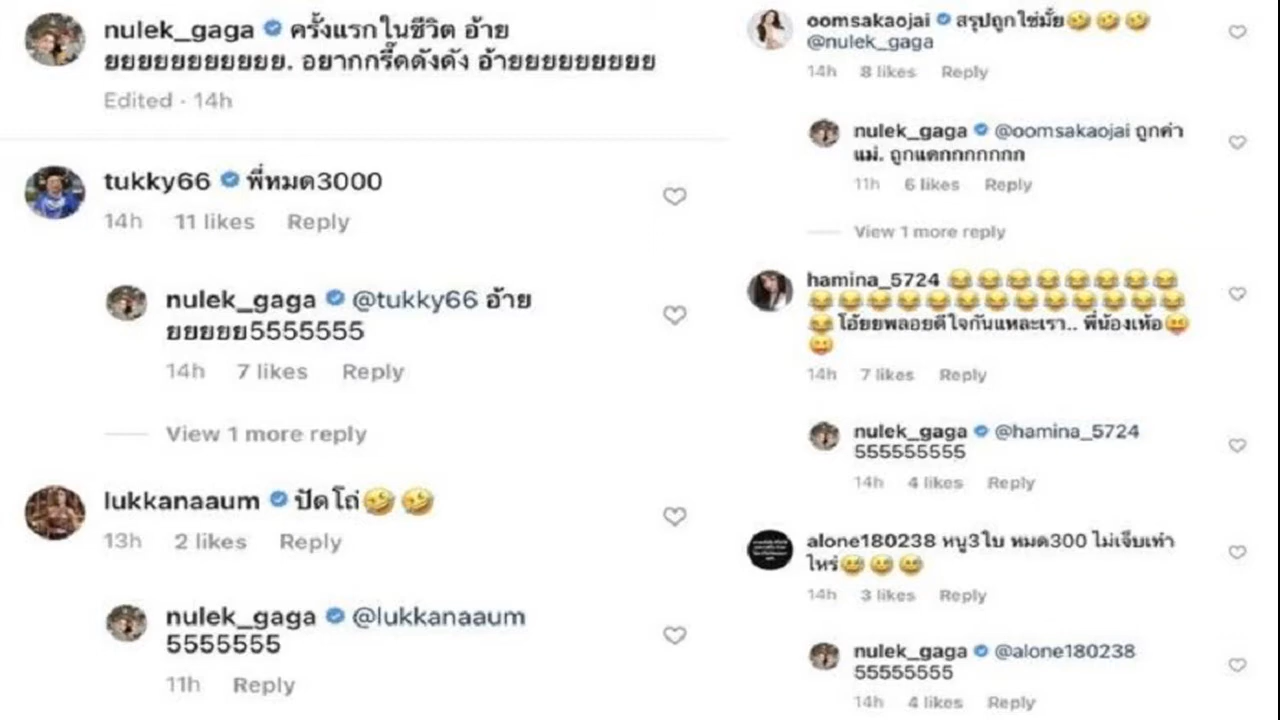 nulek_gaga ครั้งแรกในชีวิต อ้าย
ยยยยยยยยยยย. อยากกรี๊ดดังดัง อ้ายยยยยยยยยย
Edited · 14h
tukky66 พี่หมด3000
14h 11 likes Reply
nulek_gaga @tukky66 อ้าย
ยยยยย5555555
14h 7 likes Reply
View 1 more reply
lukkanaaum ปัดโถ่🤣🤣
13h 2 likes Reply
nulek_gaga @lukkanaaum
5555555
11h Reply
oomsakaojai สรุปถูกใช่มั้ย🤣🤣🤣
@nulek_gaga
14h 8 likes Reply
nulek_gaga @oomsakaojai ถูกค่า
แม่. ถูกแดกกกกกกก
11h 6 likes Reply
View 1 more reply
hamina_5724 😂😂😂😂😂😂😂😂
😂😂😂😂😂😂😂😂😂😂😂😂😂
😂โอ้ยยพลอยดีใจกันแหละเรา.. พี่น้องเห้อ😝
😝
14h 7 likes Reply
nulek_gaga @hamina_5724
555555555
14h 4 likes Reply
alone180238 หนู3ใบ หมด300 ไม่เจ็บเท่า
ไหร่😅😅😅
14h 3 likes Reply
nulek_gaga @alone180238
55555555
14h 4 likes Reply